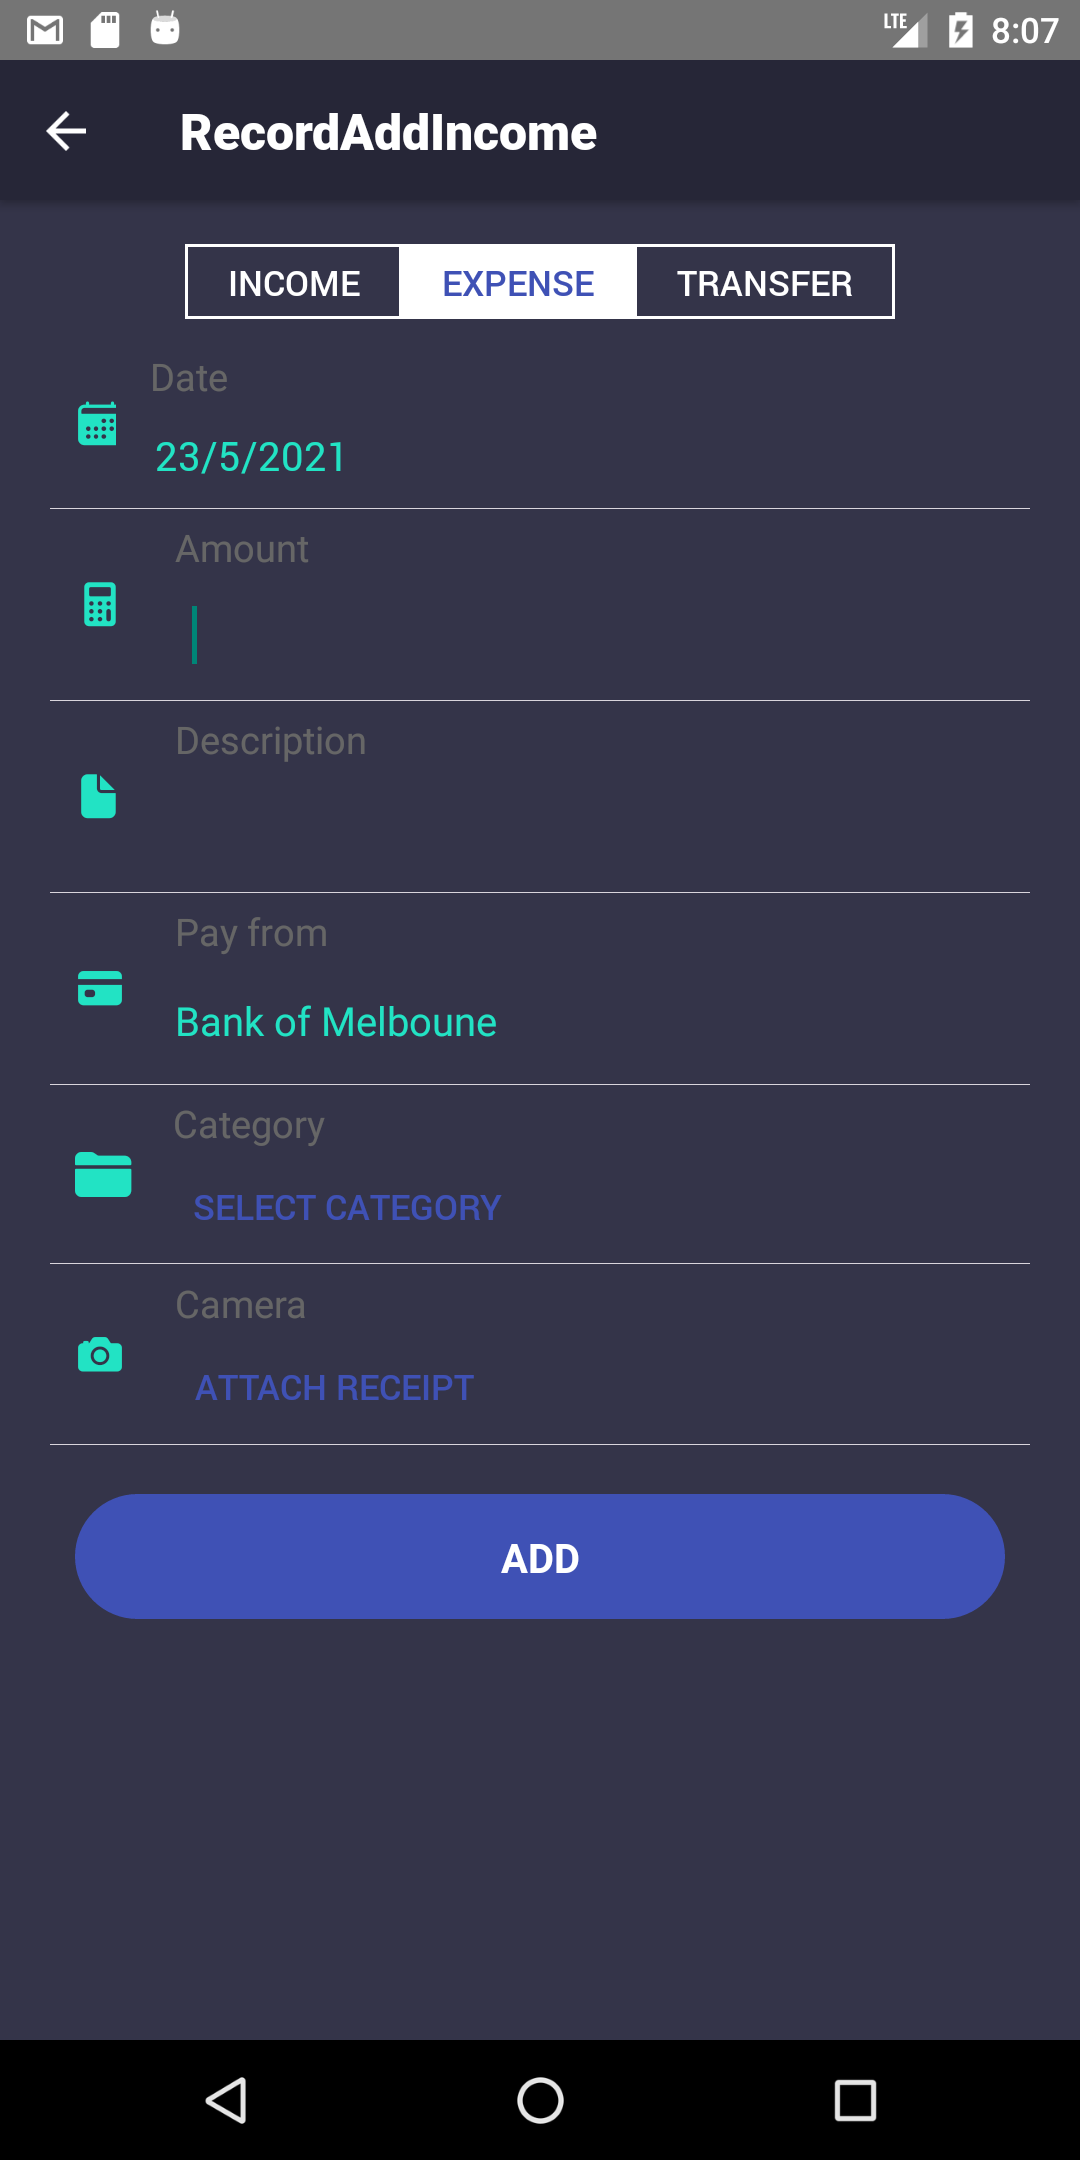 LTE 8:07
RecordAddIncome
INCOME EXPENSE TRANSFER
Date
23/5/2021
Amount
Description
Pay from
Bank of Melboune
Category
SELECT CATEGORY
Camera
ATTACH RECEIPT
ADD